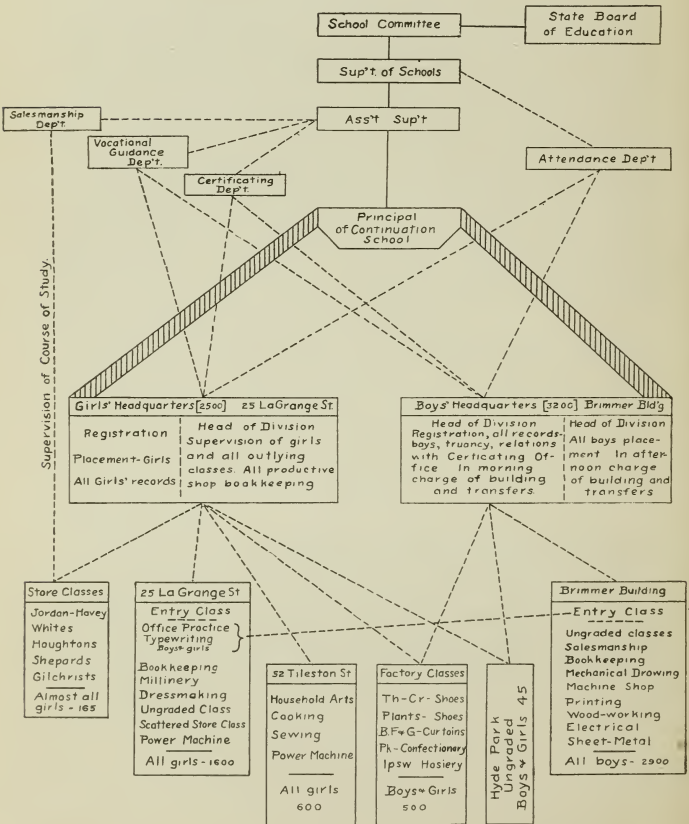 School Committee
State Board
of Education
Sup't. of Schools
Salesmanship
Dep't.
Ass't Sup't
Vocational
Guidance
Dep't.
Attendance Dep't
Certificating
Dep't.
Principal
of Continuation
School
Supervision of Course of Study.
Girls' Headquarters [2500] 25 LaGrange St.
Registration
Placement-Girls
All Girls' records
Head of Division
Supervision of girls
and all outlying
classes. All productive
shop bookkeeping
Boys' Headquarters [3200] Brimmer Bld'g
Head of Division
Registration, all records-
boys, truancy, relations
with Certicating Of-
fice In morning
charge of building
and transfers.
Head of Division
All boys place-
ment In after-
noon charge
of building and
transfers
Store Classes
Jordan-Mavey
Whites
Houghtons
Shepards
Gilchrists
Almost all
girls - 165
25 La Grange St
Entry Class
Office Practice
Typewriting
Boys & girls
Bookkeeping
Millinery
Dressmaking
Ungraded Class
Scattered Store Class
Power Machine
All girls - 1600
52 Tileston St
Household Arts
Cooking
Sewing
Power Machine
All girls
600
Factory Classes
Th-Cr-Shoes
Plants- Shoes
B.F & G-Curtains
Pk-Confectionery
Ipsw Hosiery
Boys & Girls
500
Hyde Park
Ungraded
Boys & Girls 45
Brimmer Building
Entry Class
Ungraded classes
Salesmanship
Bookkeeping
Mechanical Drawing
Machine Shop
Printing
Wood-working
Electrical
Sheet-Metal
All boys- 2900